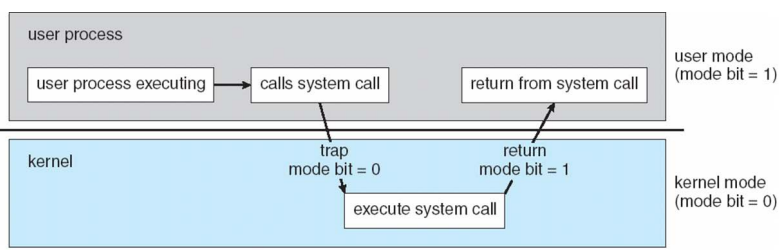 user process
user process executing
calls system call
return from system call
user mode
(mode bit = 1)
kernel
trap
mode bit = 0
return
mode bit = 1
execute system call
kernel mode
(mode bit = 0)